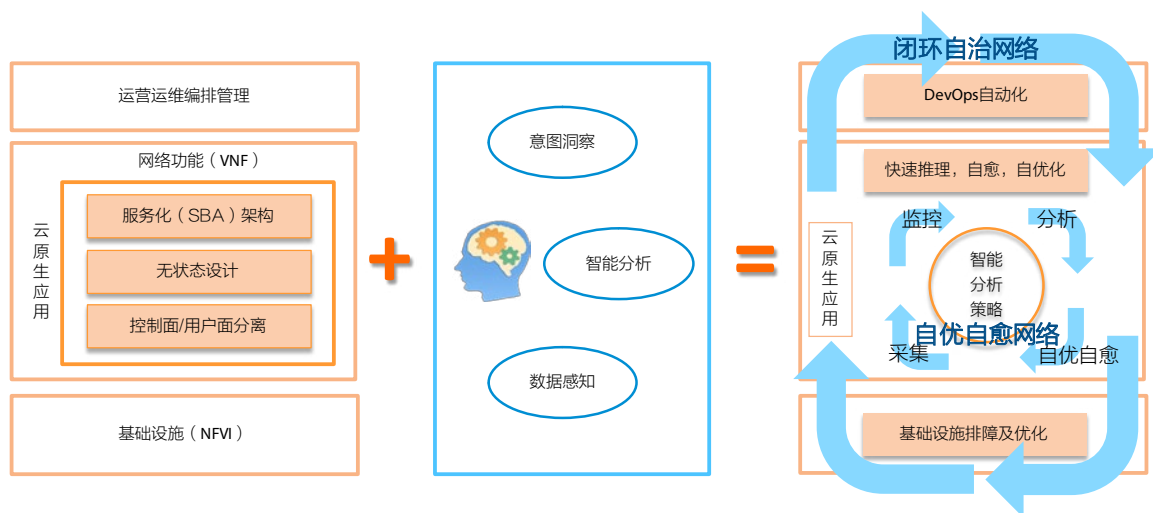 运营运维编排管理
网络功能（VNF）
云原生应用
服务化（SBA）架构
无状态设计
控制面/用户面分离
基础设施（NFVI）
意图洞察
智能分析
数据感知
闭环自治网络
DevOps自动化
快速推理，自愈，自优化
云原生应用
监控
分析
智能
分析
策略
自优自愈网络
采集
自优自愈
基础设施排障及优化